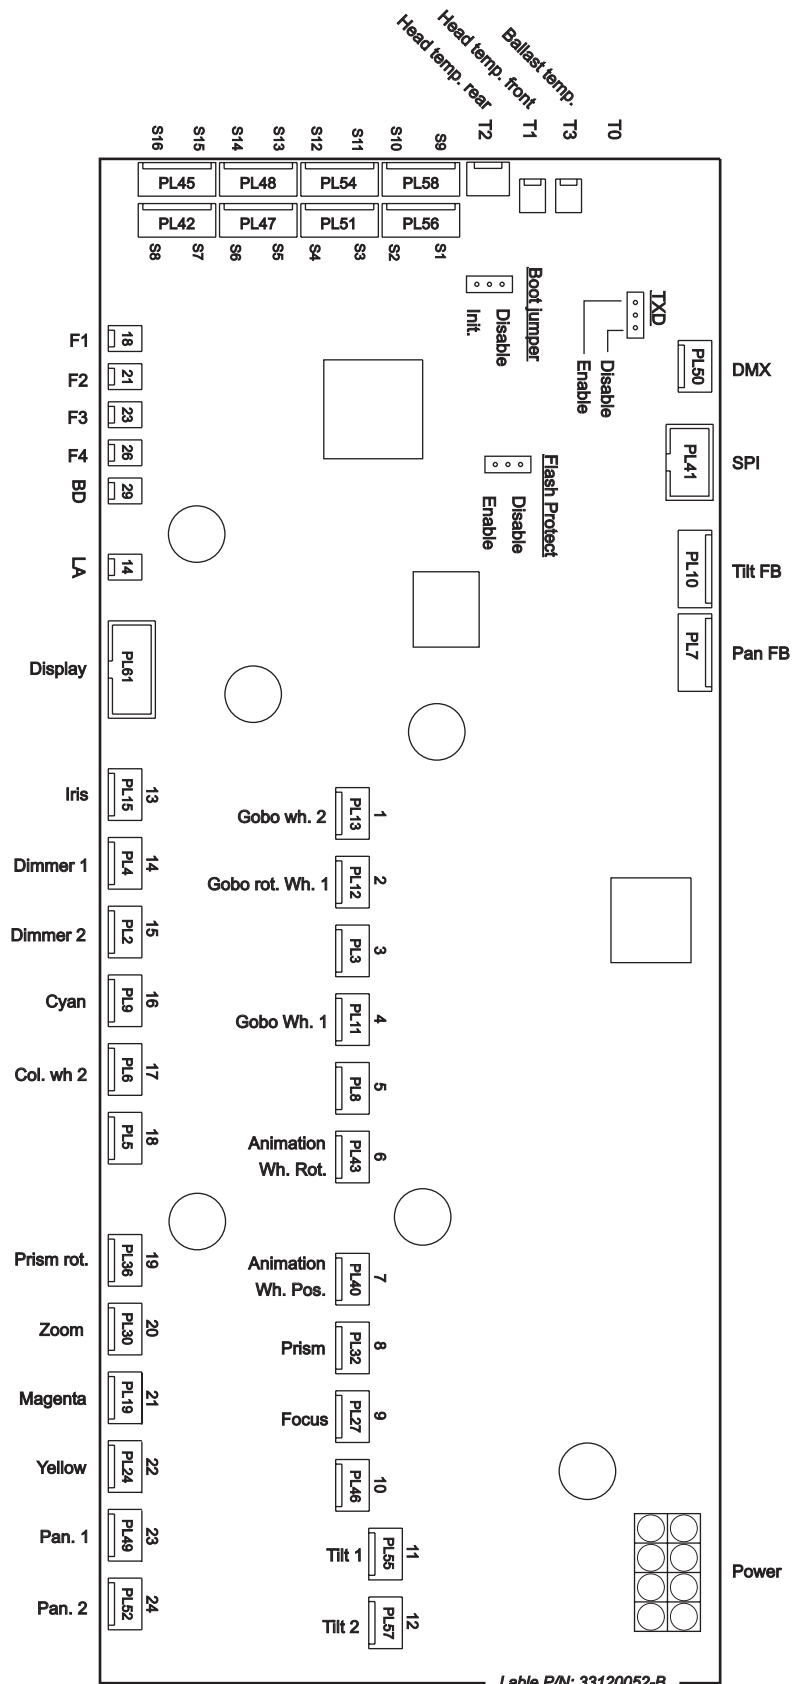 Head temp. rear
Head temp. front
Ballast temp.
T2
T1
T3
T0
S16
S15
S14
S13
S12
S11
S10
S9
PL45
PL48
PL54
PL58
PL42
PL47
PL51
PL56
S8
S7
S6
S5
S4
S3
S2
S1
Boot jumper
Disable
Init.
TXD
Disable
Enable
F1
18
F2
21
F3
23
F4
26
BD
29
LA
14
PL50
DMX
PL41
SPI
Flash Protect
Disable
Enable
PL10
Tilt FB
PL7
Pan FB
Display
PL61
Iris
PL15
13
Dimmer 1
PL4
14
Dimmer 2
PL2
15
Cyan
PL9
16
Col. wh 2
PL6
17
PL5
18
Prism rot.
PL36
19
Zoom
PL30
20
Magenta
PL19
21
Yellow
PL24
22
Pan. 1
PL49
23
Pan. 2
PL52
24
Gobo wh. 2
PL13
1
Gobo rot. Wh. 1
PL12
2
PL3
3
Gobo Wh. 1
PL11
4
PL8
5
Animation
Wh. Rot.
PL43
6
Animation
Wh. Pos.
PL40
7
Prism
PL32
8
Focus
PL27
9
PL46
10
Tilt 1
PL55
11
Tilt 2
PL57
12
Power
Lable P/N: 33120052-B